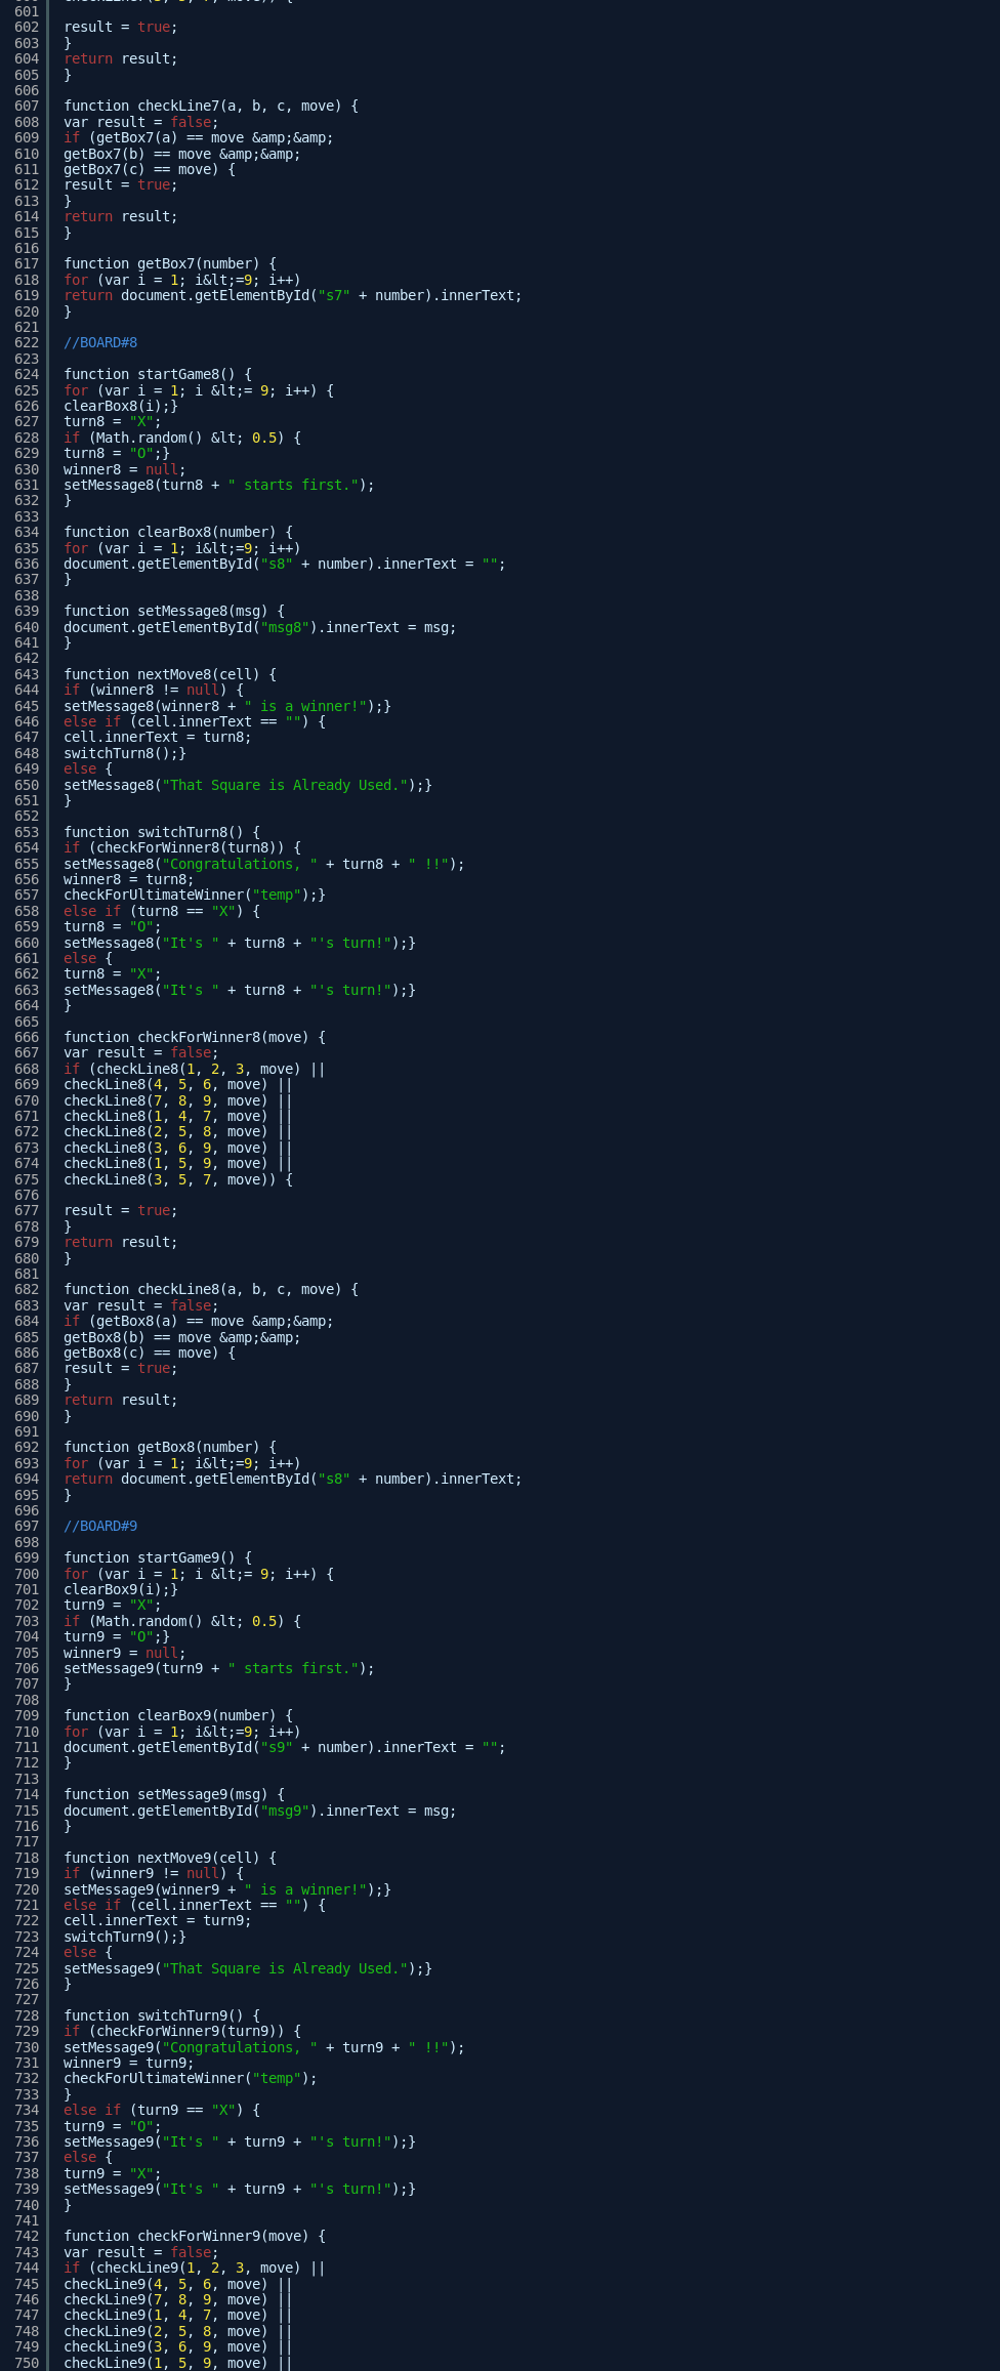 601
602 result = true;
603 }
604 return result;
605 }
606
607 function checkLine7(a, b, c, move) {
608 var result = false;
609 if (getBox7(a) == move &amp;&amp;
610 getBox7(b) == move &amp;&amp;
611 getBox7(c) == move) {
612 result = true;
613 }
614 return result;
615 }
616
617 function getBox7(number) {
618 for (var i = 1; i&lt;=9; i++)
619 return document.getElementById("s7" + number).innerText;
620 }
621
622 //BOARD#8
623
624 function startGame8() {
625 for (var i = 1; i &lt;= 9; i++) {
626 clearBox8(i);}
627 turn8 = "X";
628 if (Math.random() &lt; 0.5) {
629 turn8 = "O";}
630 winner8 = null;
631 setMessage8(turn8 + " starts first.");
632 }
633
634 function clearBox8(number) {
635 for (var i = 1; i&lt;=9; i++)
636 document.getElementById("s8" + number).innerText = "";
637 }
638
639 function setMessage8(msg) {
640 document.getElementById("msg8").innerText = msg;
641 }
642
643 function nextMove8(cell) {
644 if (winner8 != null) {
645 setMessage8(winner8 + " is a winner!");}
646 else if (cell.innerText == "") {
647 cell.innerText = turn8;
648 switchTurn8();}
649 else {
650 setMessage8("That Square is Already Used.");}
651 }
652
653 function switchTurn8() {
654 if (checkForWinner8(turn8)) {
655 setMessage8("Congratulations, " + turn8 + " !!");
656 winner8 = turn8;
657 checkForUltimateWinner("temp");}
658 else if (turn8 == "X") {
659 turn8 = "O";
660 setMessage8("It's " + turn8 + "'s turn!");}
661 else {
662 turn8 = "X";
663 setMessage8("It's " + turn8 + "'s turn!");}
664 }
665
666 function checkForWinner8(move) {
667 var result = false;
668 if (checkLine8(1, 2, 3, move) ||
669 checkLine8(4, 5, 6, move) ||
670 checkLine8(7, 8, 9, move) ||
671 checkLine8(1, 4, 7, move) ||
672 checkLine8(2, 5, 8, move) ||
673 checkLine8(3, 6, 9, move) ||
674 checkLine8(1, 5, 9, move) ||
675 checkLine8(3, 5, 7, move)) {
676
677 result = true;
678 }
679 return result;
680 }
681
682 function checkLine8(a, b, c, move) {
683 var result = false;
684 if (getBox8(a) == move &amp;&amp;
685 getBox8(b) == move &amp;&amp;
686 getBox8(c) == move) {
687 result = true;
688 }
689 return result;
690 }
691
692 function getBox8(number) {
693 for (var i = 1; i&lt;=9; i++)
694 return document.getElementById("s8" + number).innerText;
695 }
696
697 //BOARD#9
698
699 function startGame9() {
700 for (var i = 1; i &lt;= 9; i++) {
701 clearBox9(i);}
702 turn9 = "X";
703 if (Math.random() &lt; 0.5) {
704 turn9 = "O";}
705 winner9 = null;
706 setMessage9(turn9 + " starts first.");
707 }
708
709 function clearBox9(number) {
710 for (var i = 1; i&lt;=9; i++)
711 document.getElementById("s9" + number).innerText = "";
712 }
713
714 function setMessage9(msg) {
715 document.getElementById("msg9").innerText = msg;
716 }
717
718 function nextMove9(cell) {
719 if (winner9 != null) {
720 setMessage9(winner9 + " is a winner!");}
721 else if (cell.innerText == "") {
722 cell.innerText = turn9;
723 switchTurn9();}
724 else {
725 setMessage9("That Square is Already Used.");}
726 }
727
728 function switchTurn9() {
729 if (checkForWinner9(turn9)) {
730 setMessage9("Congratulations, " + turn9 + " !!");
731 winner9 = turn9;
732 checkForUltimateWinner("temp");
733 }
734 else if (turn9 == "X") {
735 turn9 = "O";
736 setMessage9("It's " + turn9 + "'s turn!");}
737 else {
738 turn9 = "X";
739 setMessage9("It's " + turn9 + "'s turn!");}
740 }
741
742 function checkForWinner9(move) {
743 var result = false;
744 if (checkLine9(1, 2, 3, move) ||
745 checkLine9(4, 5, 6, move) ||
746 checkLine9(7, 8, 9, move) ||
747 checkLine9(1, 4, 7, move) ||
748 checkLine9(2, 5, 8, move) ||
749 checkLine9(3, 6, 9, move) ||
750 checkLine9(1, 5, 9, move) ||